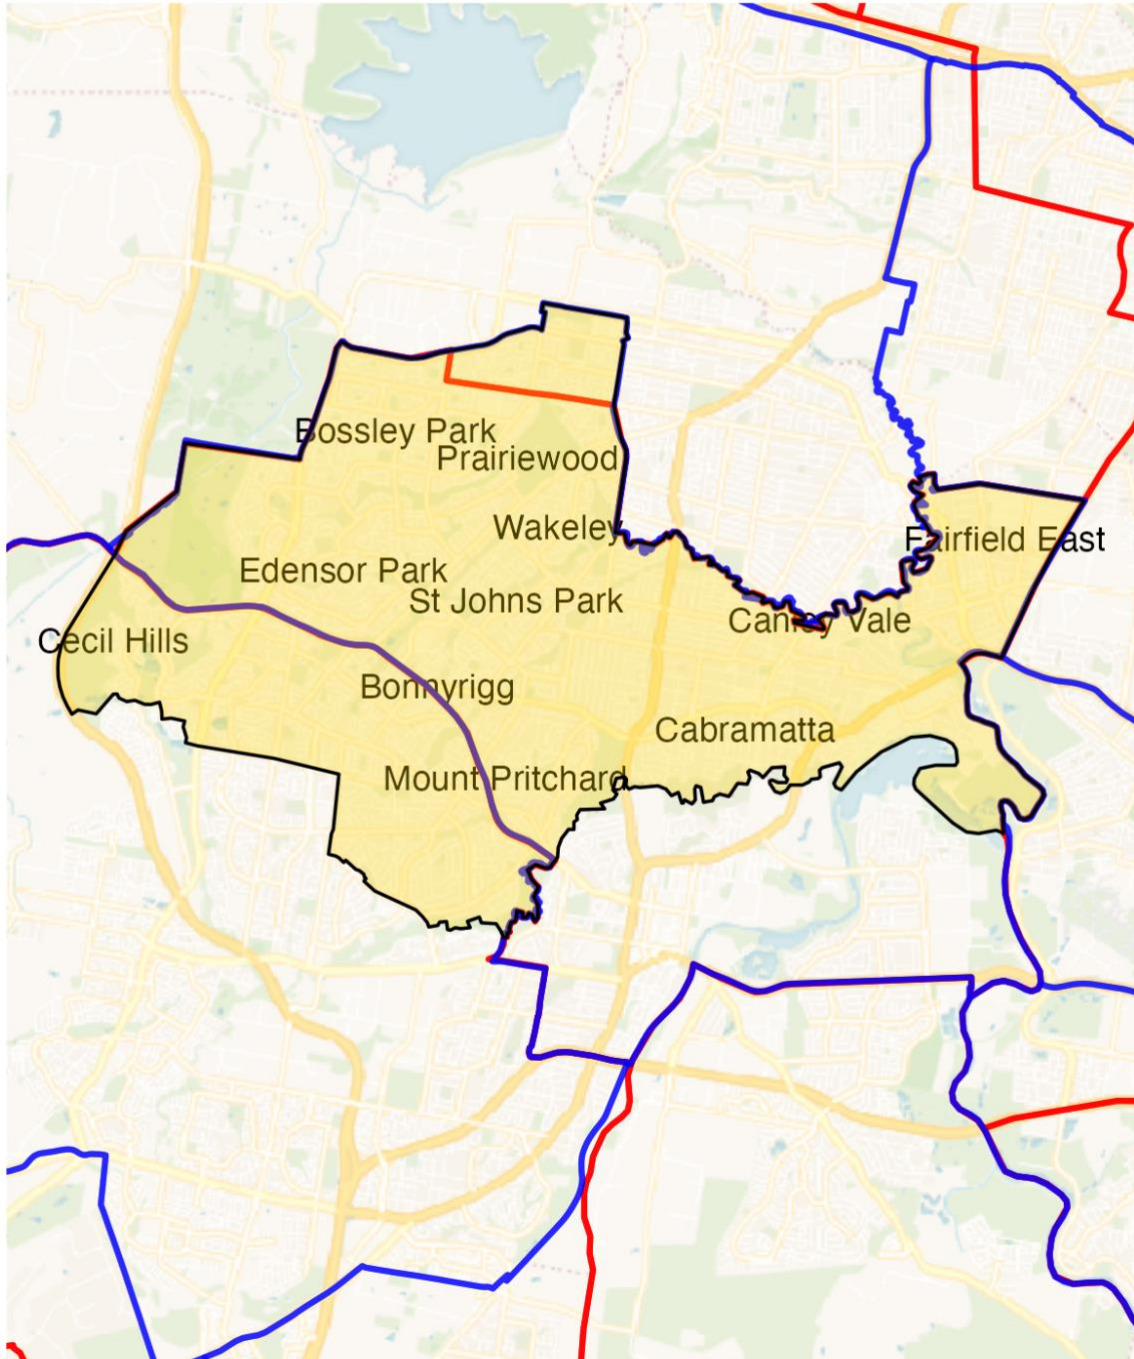 Bossley Park
Prairiewood
Wakeley
Fairfield East
Edensor Park
St Johns Park
Canley Vale
Cecil Hills
Bonnyrigg
Cabramatta
Mount Pritchard